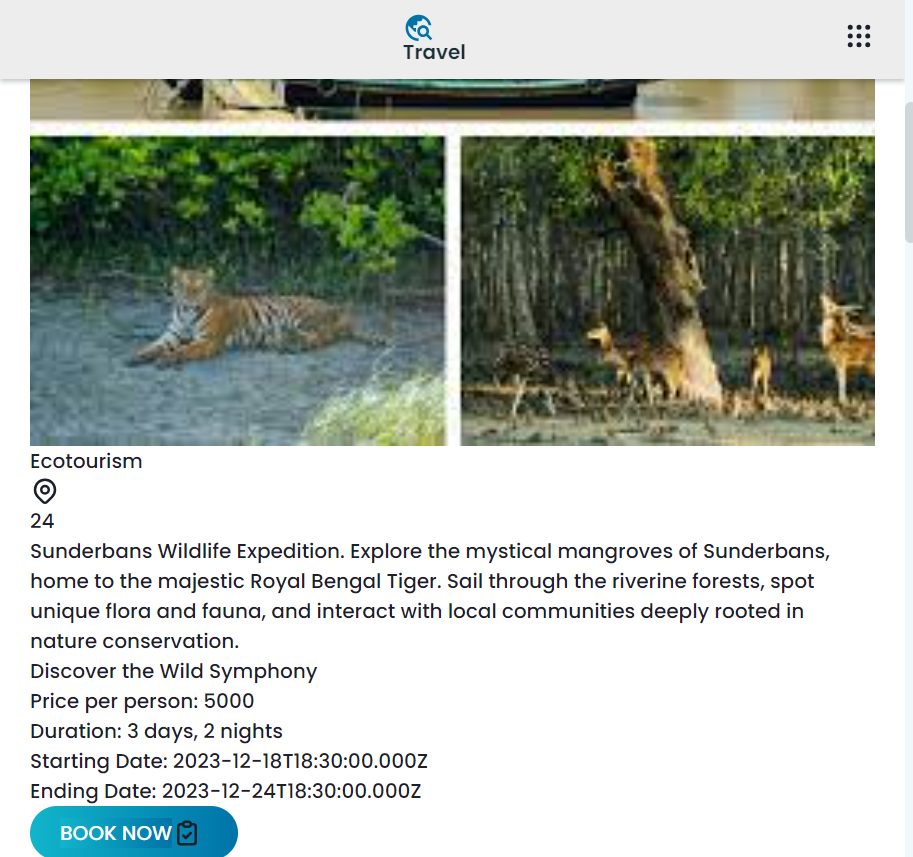 Travel
Ecotourism
24
Sunderbans Wildlife Expedition. Explore the mystical mangroves of Sunderbans,
home to the majestic Royal Bengal Tiger. Sail through the riverine forests, spot
unique flora and fauna, and interact with local communities deeply rooted in
nature conservation.
Discover the Wild Symphony
Price per person: 5000
Duration: 3 days, 2 nights
Starting Date: 2023-12-18T18:30:00.000Z
Ending Date: 2023-12-24T18:30:00.000Z
BOOK NOW